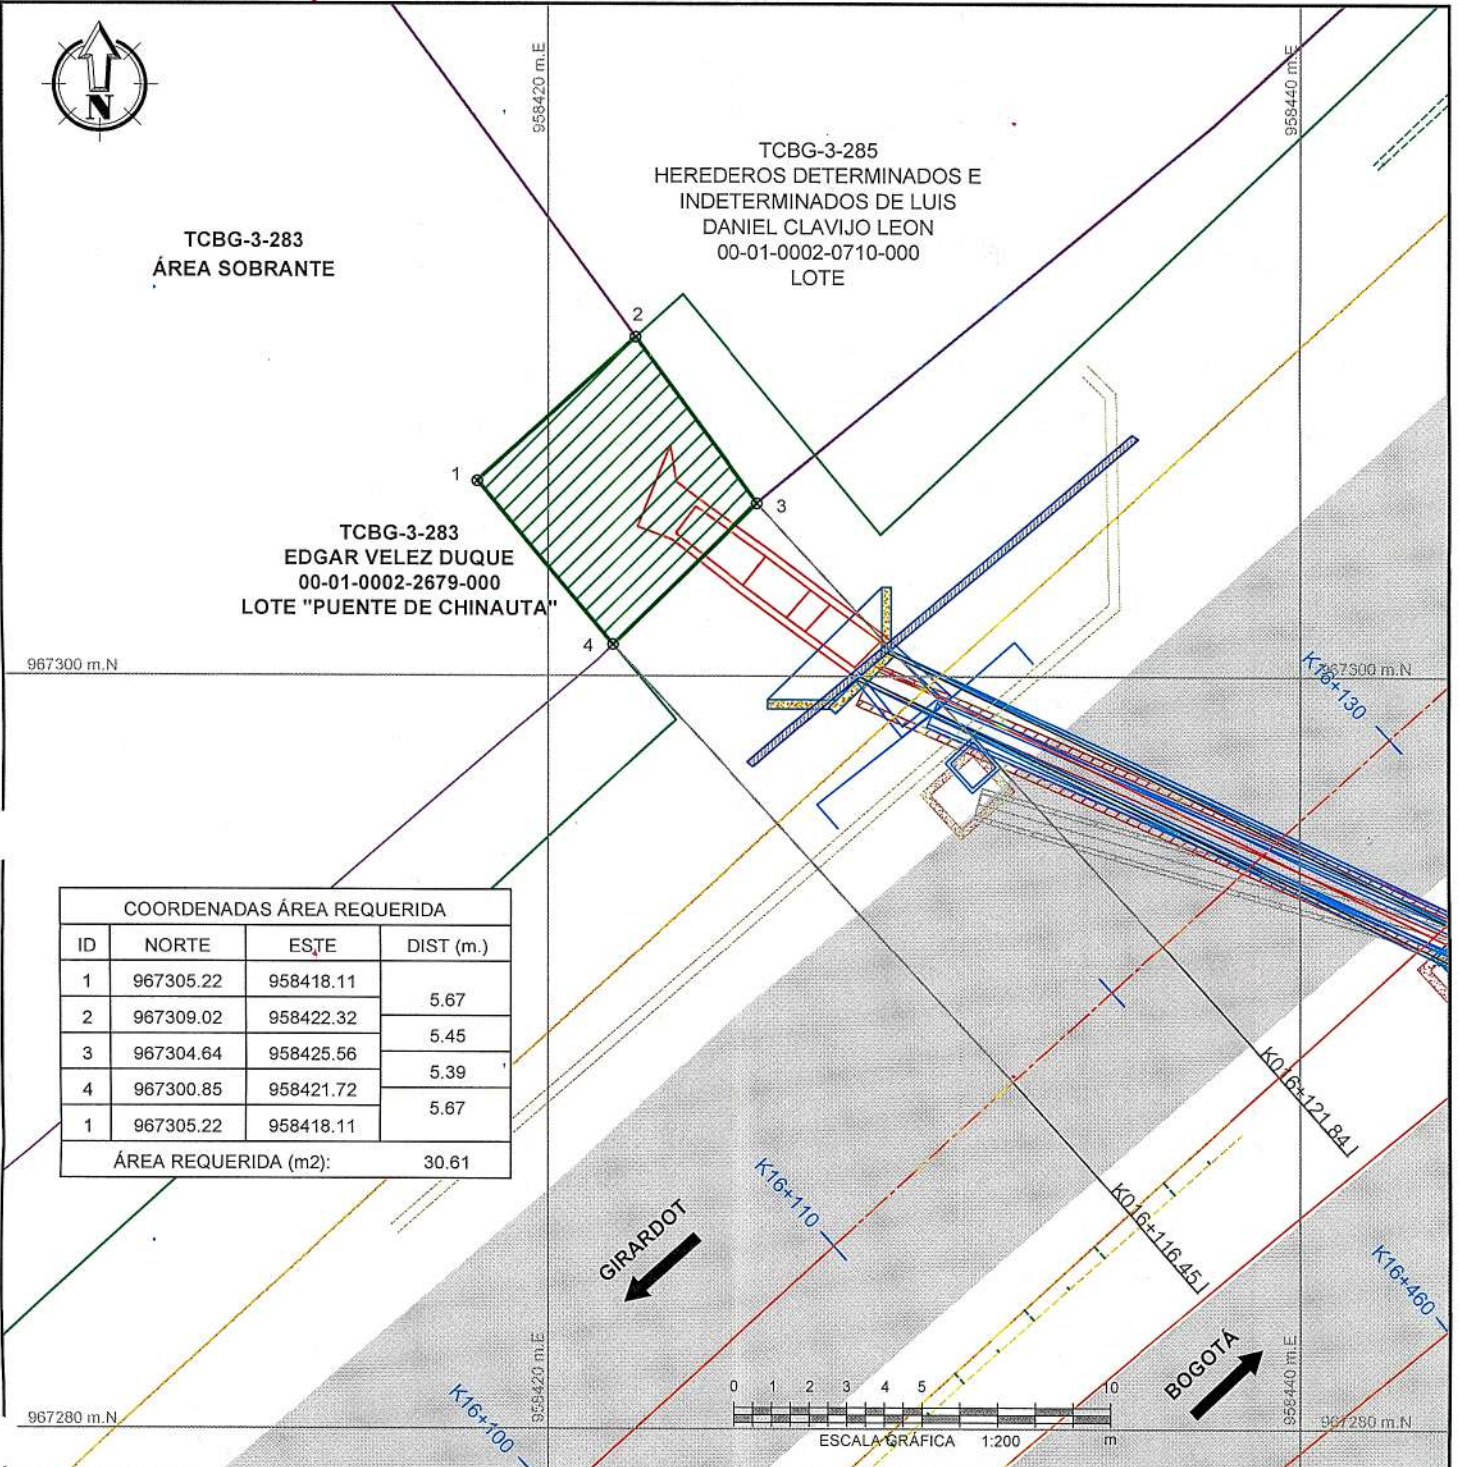 N
958420 m.E
958440 m.E
TCBG-3-285
HEREDEROS DETERMINADOS E
INDETERMINADOS DE LUIS
DANIEL CLAVIJO LEON
00-01-0002-0710-000
LOTE
TCBG-3-283
ÁREA SOBRANTE
2
1
3
TCBG-3-283
EDGAR VELEZ DUQUE
00-01-0002-2679-000
LOTE "PUENTE DE CHINAUTA"
4
967300 m.N
967300 m.N
K16+130
COORDENADAS ÁREA REQUERIDA
ID NORTE ESTE DIST (m.)
1 967305.22 958418.11
5.67
2 967309.02 958422.32
5.45
3 967304.64 958425.56
5.39
4 967300.85 958421.72
5.67
1 967305.22 958418.11
ÁREA REQUERIDA (m2): 30.61
K016+121.84 I
K16+110
K016+116.45 I
GIRARDOT
K16+460
BOGOTÁ
958420 m.E
958440 m.E
K16+100
0 1 2 3 4 5 10
967280 m.N
967280 m.N
ESCALA GRÁFICA 1:200 m